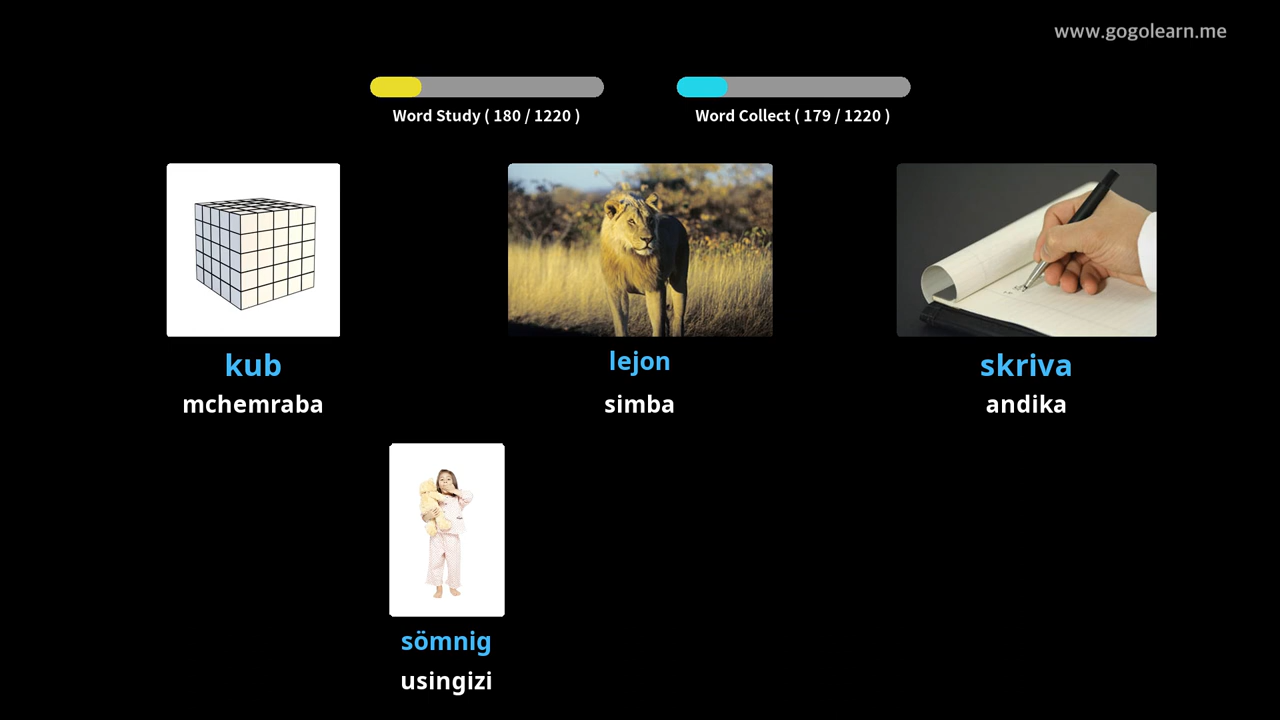 www.gogolearn.me
Word Study ( 180 / 1220 )
Word Collect ( 179 / 1220 )
kub
mchemraba
lejon
simba
skriva
andika
sömnig
usingizi